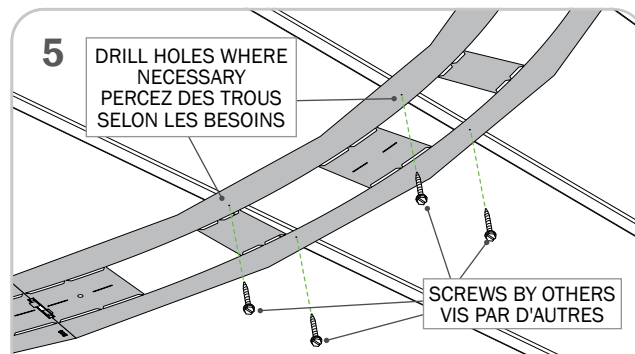 5
DRILL HOLES WHERE
NECESSARY
PERCEZ DES TROUS
SELON LES BESOINS
SCREWS BY OTHERS
VIS PAR D'AUTRES